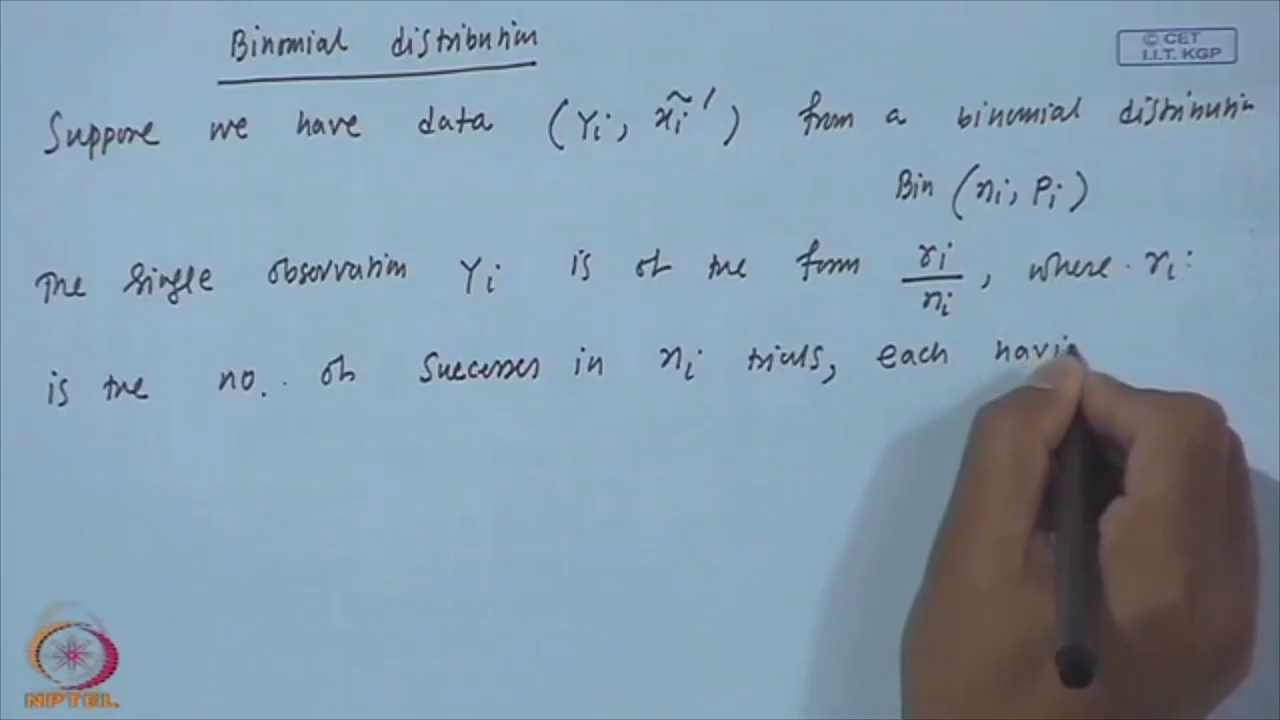 Binomial distribution
© CET
I.I.T. KGP
Suppose we have data (Yi, x̃i′) from a binomial distribution
Bin (ni, Pi)
The single observation Yi is of the form ri/ni, where ri:
is the no. of successes in ni trials, each havi
NPTEL